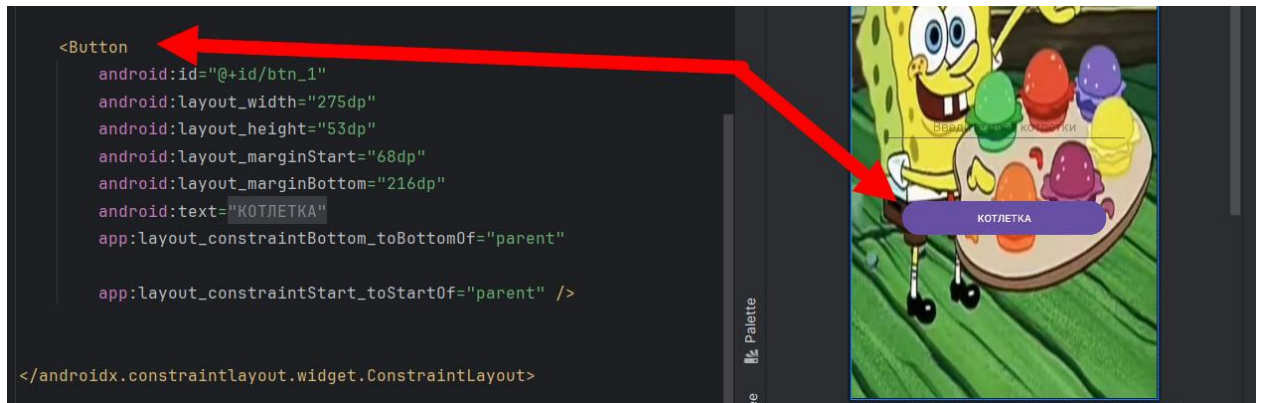 <Button
android:id="@+id/btn_1"
android:layout_width="275dp"
android:layout_height="53dp"
android:layout_marginStart="68dp"
android:layout_marginBottom="216dp"
android:text="КОТЛЕТКА"
app:layout_constraintBottom_toBottomOf="parent"
app:layout_constraintStart_toStartOf="parent" />
</androidx.constraintlayout.widget.ConstraintLayout>
Palette
котлетки
КОТЛЕТКА